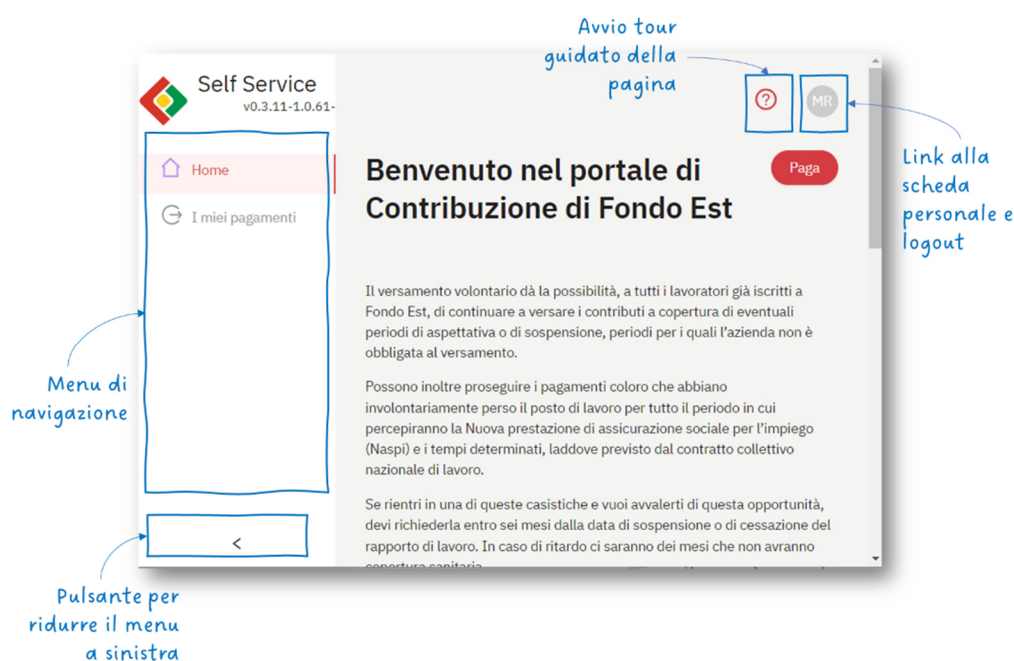 Avvio tour
guidato della
pagina
Self Service
v0.3.11-1.0.61-
MR
Link alla
scheda
personale e
logout
Home
I miei pagamenti
Benvenuto nel portale di
Contribuzione di Fondo Est
Paga
Il versamento volontario dà la possibilità, a tutti i lavoratori già iscritti a
Fondo Est, di continuare a versare i contributi a copertura di eventuali
periodi di aspettativa o di sospensione, periodi per i quali l'azienda non è
obbligata al versamento.
Possono inoltre proseguire i pagamenti coloro che abbiano
involontariamente perso il posto di lavoro per tutto il periodo in cui
percepiranno la Nuova prestazione di assicurazione sociale per l'impiego
(Naspi) e i tempi determinati, laddove previsto dal contratto collettivo
nazionale di lavoro.
Se rientri in una di queste casistiche e vuoi avvalerti di questa opportunità,
devi richiederla entro sei mesi dalla data di sospensione o di cessazione del
rapporto di lavoro. In caso di ritardo ci saranno dei mesi che non avranno
copertura sanitaria
Menu di
navigazione
<
Pulsante per
ridurre il menu
a sinistra